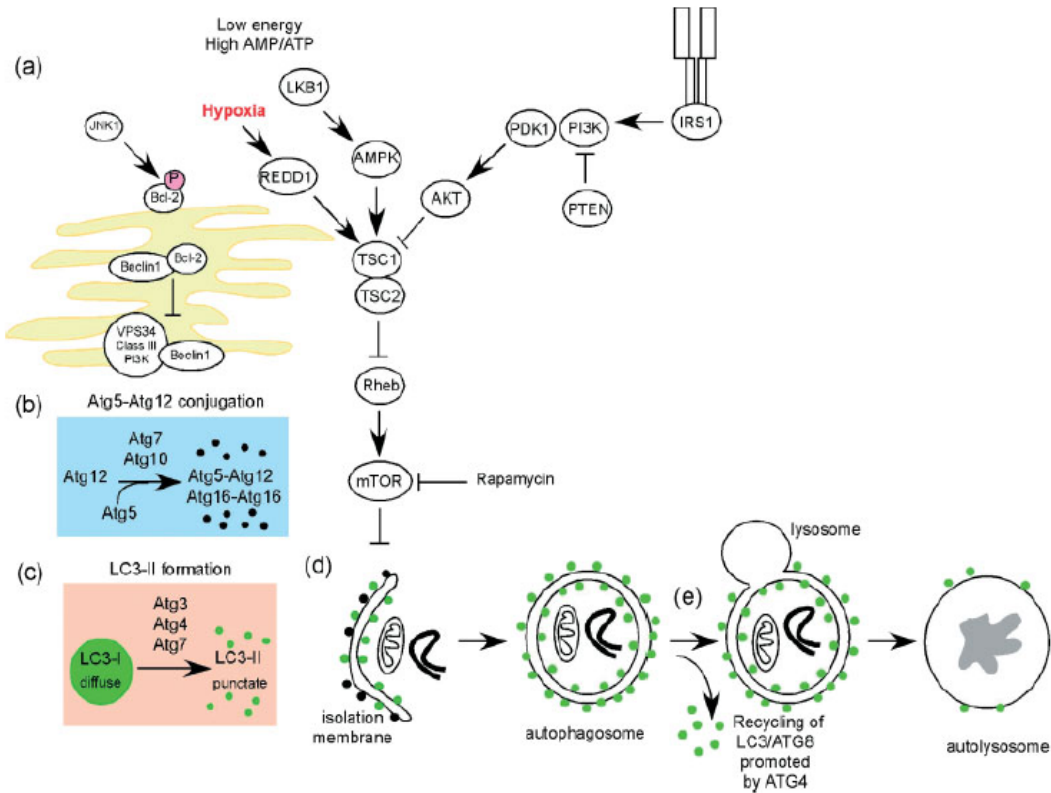 (a)
Low energy
High AMP/ATP
LKB1
Hypoxia
JNK1
P
Bcl-2
REDD1
AMPK
PDK1
PI3K
IRS1
AKT
PTEN
TSC1
TSC2
Beclin1
Bcl-2
VPS34
Class III
PI3K
Beclin1
Rheb
mTOR
Rapamycin
(b)
Atg5-Atg12 conjugation
Atg7
Atg10
Atg12
Atg5
Atg5-Atg12
Atg16-Atg16
(c)
LC3-II formation
Atg3
Atg4
Atg7
LC3-I
diffuse
LC3-II
punctate
(d)
isolation
membrane
autophagosome
(e)
lysosome
Recycling of
LC3/ATG8
promoted
by ATG4
autolysosome